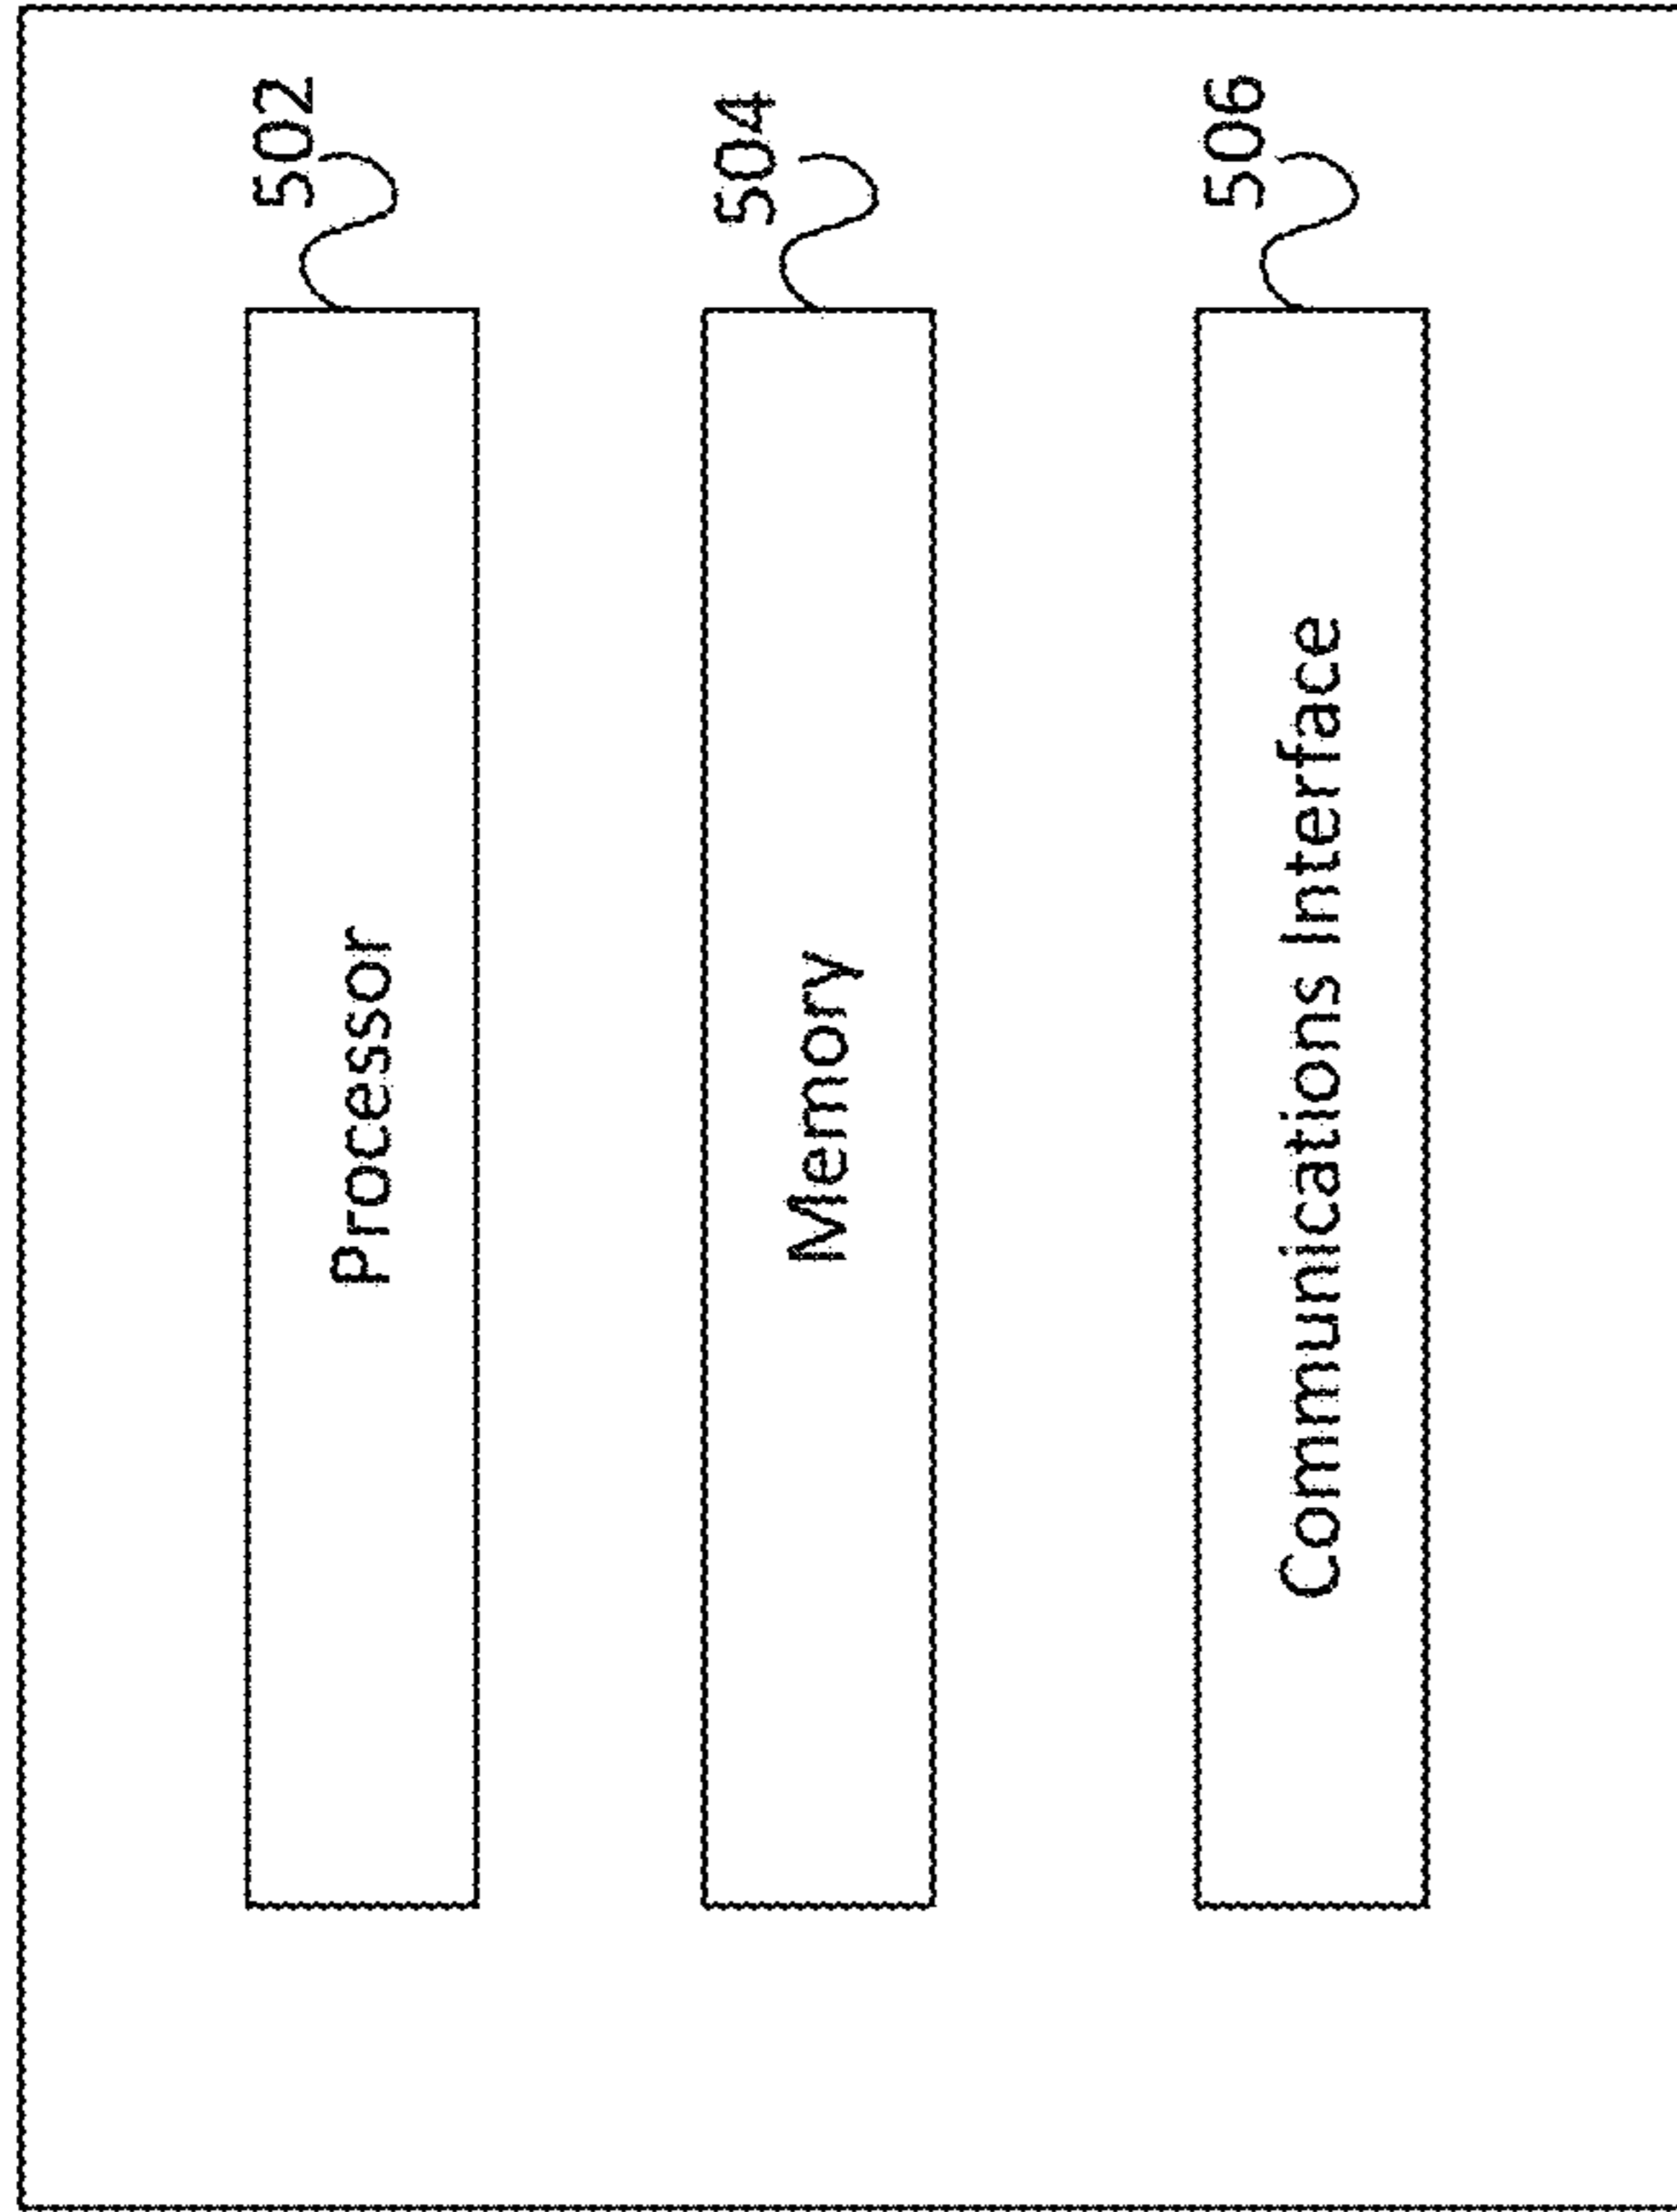 Processor
502
Memory
504
Communications Interface
506